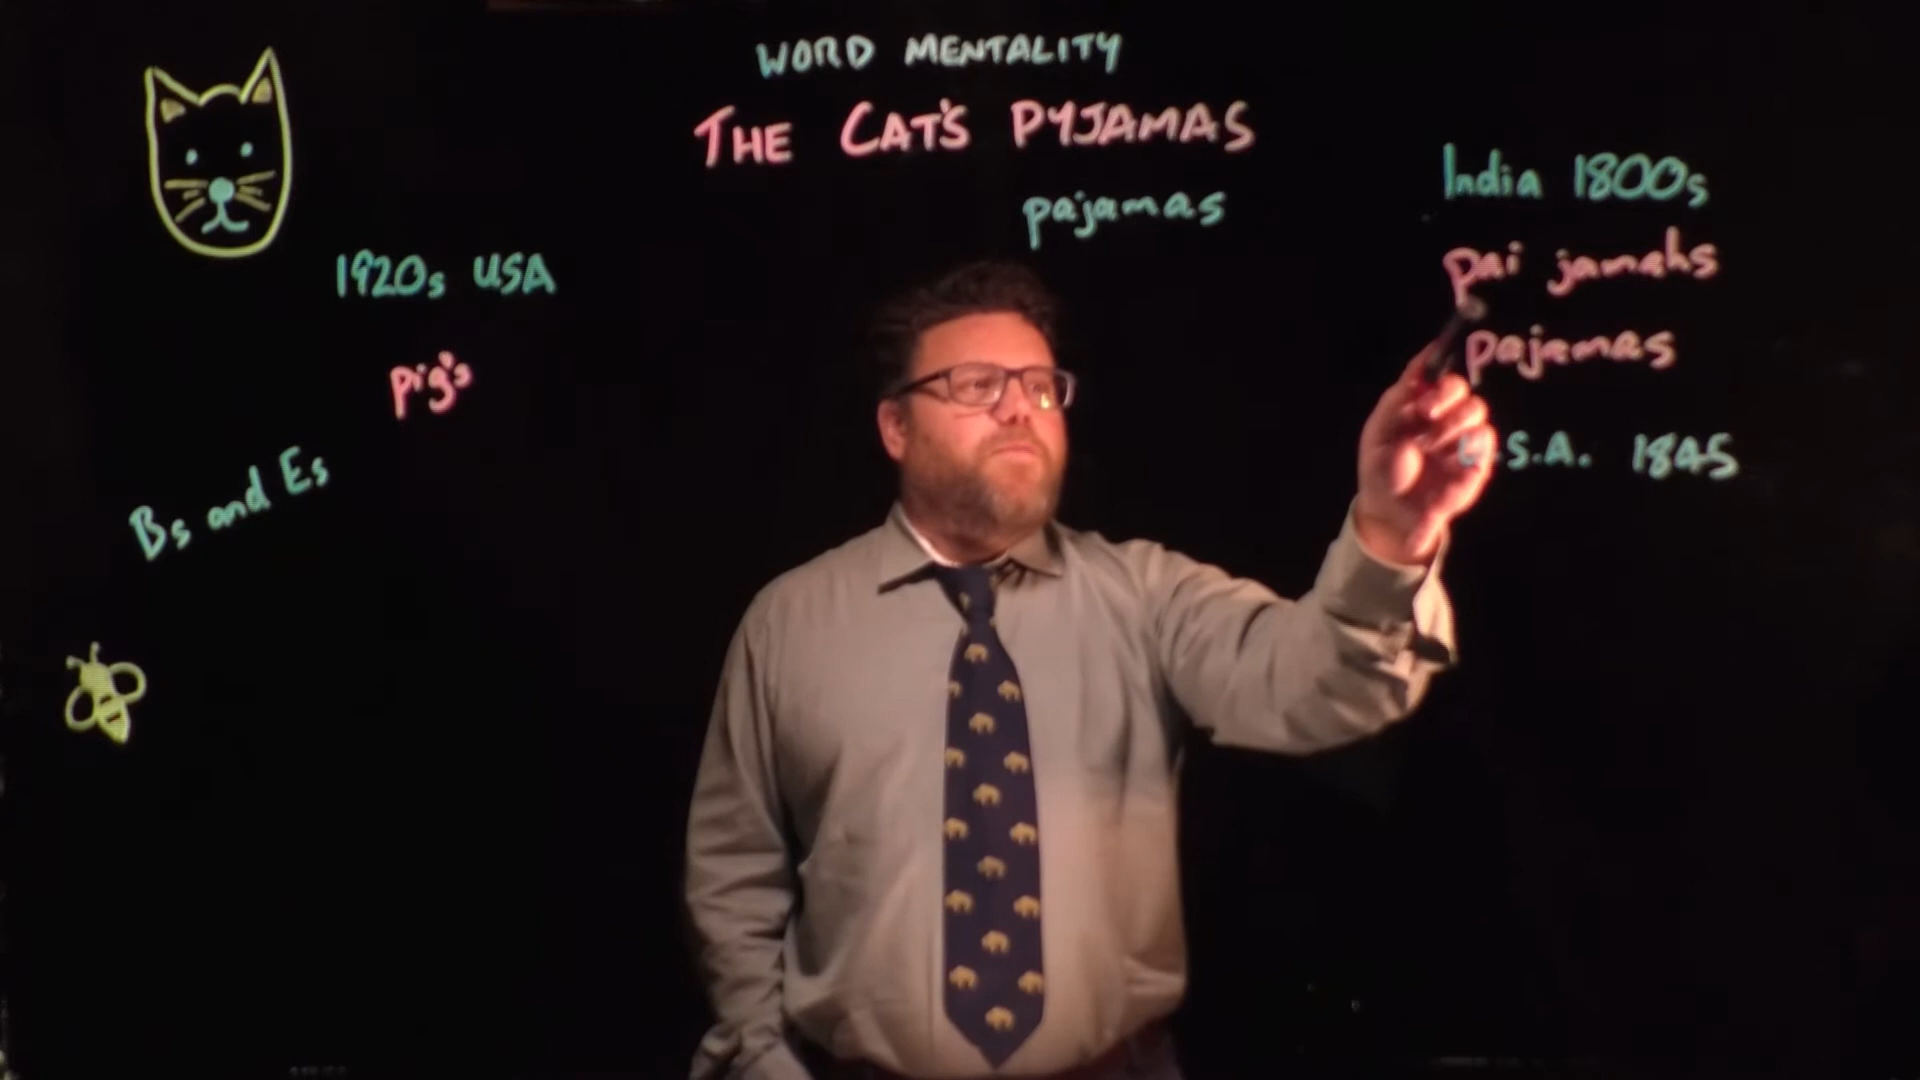 WORD MENTALITY
THE CAT'S PYJAMAS
pajamas
1920s USA
pig's
Bs and Es
India 1800s
pai jamahs
pajamas
U.S.A. 1845